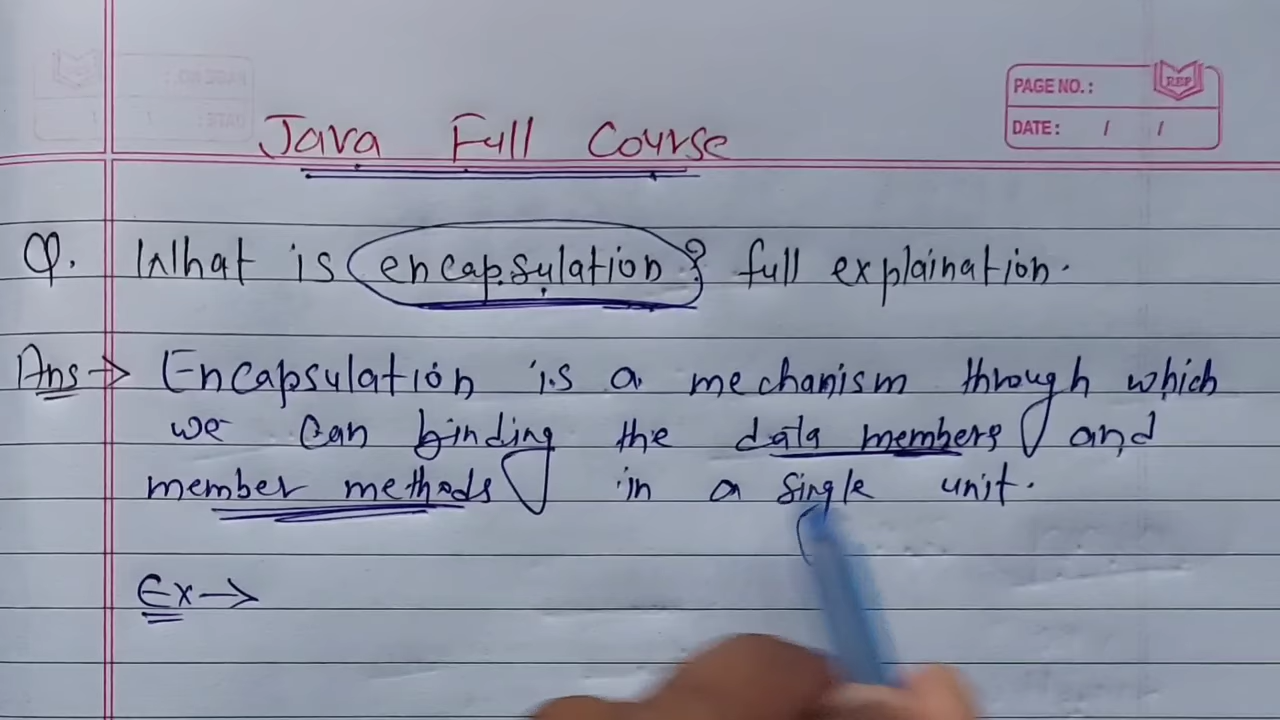 PAGE NO.:
REP
DATE: / /
Java Full Course
Q. What is encapsulation? full explaination.
Ans → Encapsulation is a mechanism through which
we can binding the data members and
member methods in a single unit.
Ex →